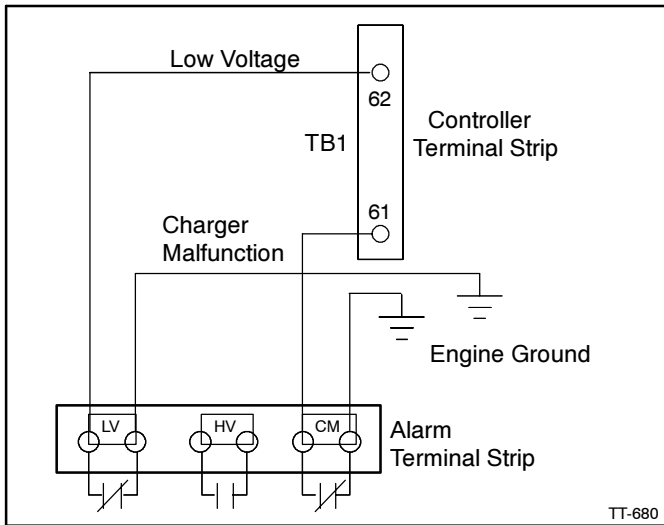 Low Voltage
62
TB1
Controller
Terminal Strip
61
Charger
Malfunction
Engine Ground
LV
HV
CM
Alarm
Terminal Strip
TT-680